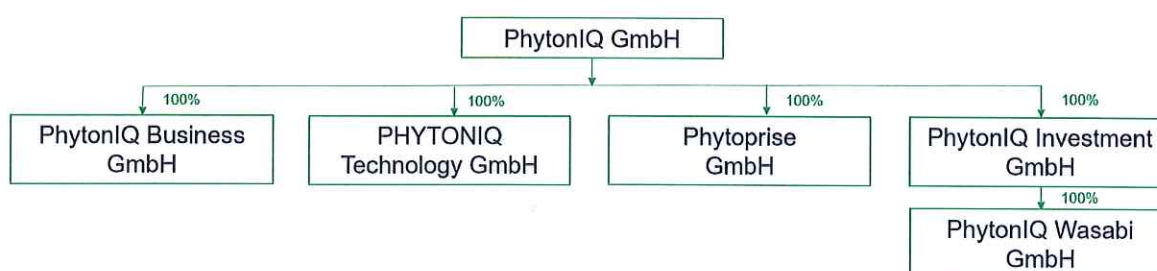 PhytonIQ GmbH
100%
100%
100%
100%
PhytonIQ Business
GmbH
PHYTONIQ
Technology GmbH
Phytoprise
GmbH
PhytonIQ Investment
GmbH
100%
PhytonIQ Wasabi
GmbH